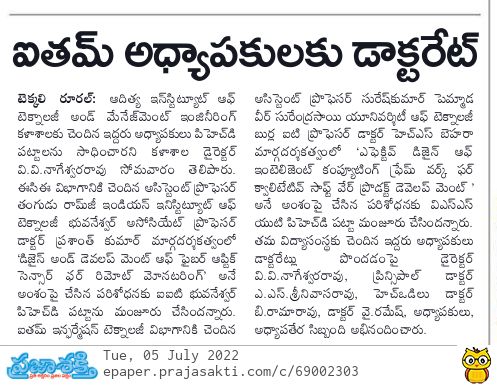 ఐతమ్ అధ్యాపకులకు డాక్టరేట్
టెక్కలి రూరల్: ఆదిత్య ఇన్‌స్టిట్యూట్ ఆఫ్
టెక్నాలజీ అండ్ మేనేజ్‌మెంట్ ఇంజినీరింగ్
కళాశాలకు చెందిన ఇద్దరు అధ్యాపకులు పిహెచ్‌డి
పట్టాలను సాధించారని కళాశాల డైరెక్టర్
వి.వి.నాగేశ్వరరావు సోమవారం తెలిపారు.
ఈసిఈ విభాగానికి చెందిన అసిస్టెంట్ ప్రొఫెసర్
తంగుడు రామ్‌జీ ఇండియన్ ఇనిస్టిట్యూట్ ఆఫ్
టెక్నాలజీ భువనేశ్వర్ అసోసియేట్ ప్రొఫెసర్
డాక్టర్ ప్రశాంత్ కుమార్ మార్గదర్శకత్వంలో
'డిజైన్ అండ్ డెవలప్ మెంట్ ఆఫ్ ఫైబర్ ఆప్టిక్
సెన్సార్ ఫర్ రిమోట్ మోనటరింగ్' అనే
అంశంపై చేసిన పరిశోధనకు ఐఐటి భువనేశ్వర్
పిహెచ్‌డి పట్టాను మంజూరు చేసిందన్నారు.
ఐతమ్ ఇన్ఫర్మేషన్ టెక్నాలజీ విభాగానికి చెందిన
అసిస్టెంట్ ప్రొఫెసర్ సురేష్‌కుమార్ పెమ్మాడ
వీర్ సురేంద్రసాయి యూనివర్శిటీ ఆఫ్ టెక్నాలజీ
బుర్ల ఐటి ప్రొఫెసర్ డాక్టర్ హెచ్ఎస్ బెహరా
మార్గదర్శకత్వంలో 'ఎఫెక్టివ్ డిజైన్ ఆఫ్
ఇంటెలిజెంట్ కంప్యూటింగ్ ఫ్రేమ్ వర్క్ ఫర్
క్వాలిటేటివ్ సాఫ్ట్ వేర్ ప్రొడక్ట్ డెవెలప్ మెంట్'
అనే అంశంపై చేసిన పరిశోధనకు విఎస్ఎస్
యుటి పిహెచ్‌డి పట్టా మంజూరు చేసిందన్నారు.
తమ విద్యాసంస్థకు చెందిన ఇద్దరు అధ్యాపకులు
డాక్టరేట్లు పొందడంపై డైరెక్టర్
వి.వి.నాగేశ్వరరావు, ప్రిన్సిపాల్ డాక్టర్
ఎ.ఎస్.శ్రీనివాసరావు, హెచ్ఒడిలు డాక్టర్
బి.రామారావు, డాక్టర్ వై.రమేష్, అధ్యాపకులు,
అధ్యాపతేర సిబ్బంది అభినందించారు.
ప్రజాశక్తి
Tue, 05 July 2022
epaper.prajasakti.com/c/69002303